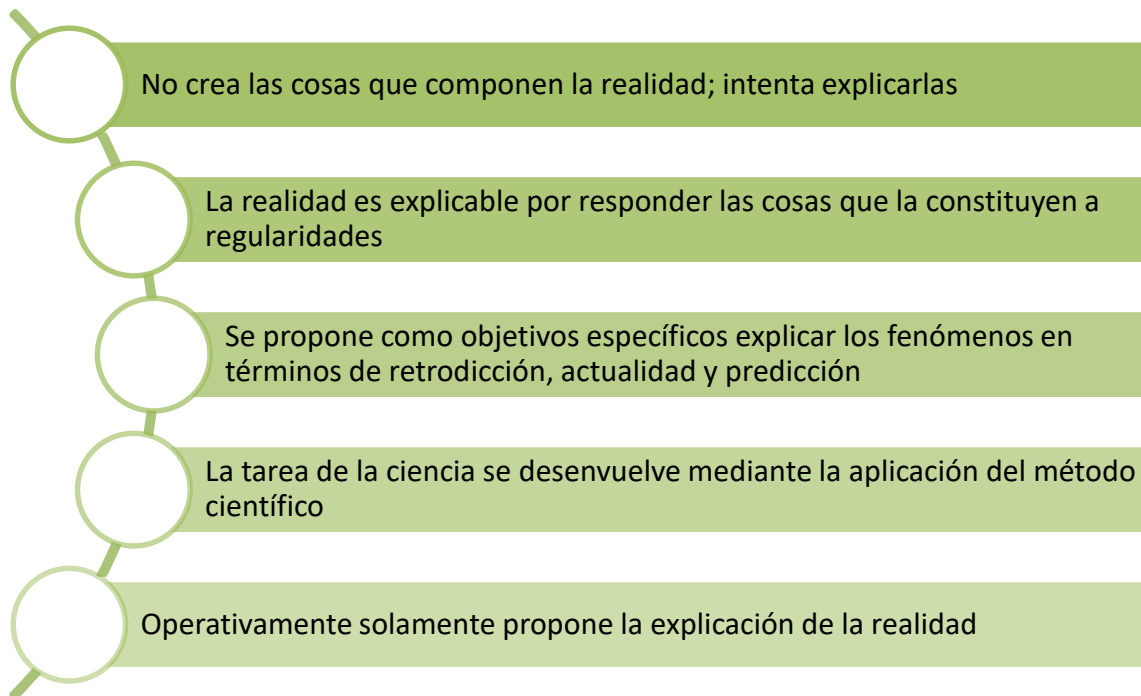 No crea las cosas que componen la realidad; intenta explicarlas
La realidad es explicable por responder las cosas que la constituyen a
regularidades
Se propone como objetivos específicos explicar los fenómenos en
términos de retrodicción, actualidad y predicción
La tarea de la ciencia se desenvuelve mediante la aplicación del método
científico
Operativamente solamente propone la explicación de la realidad